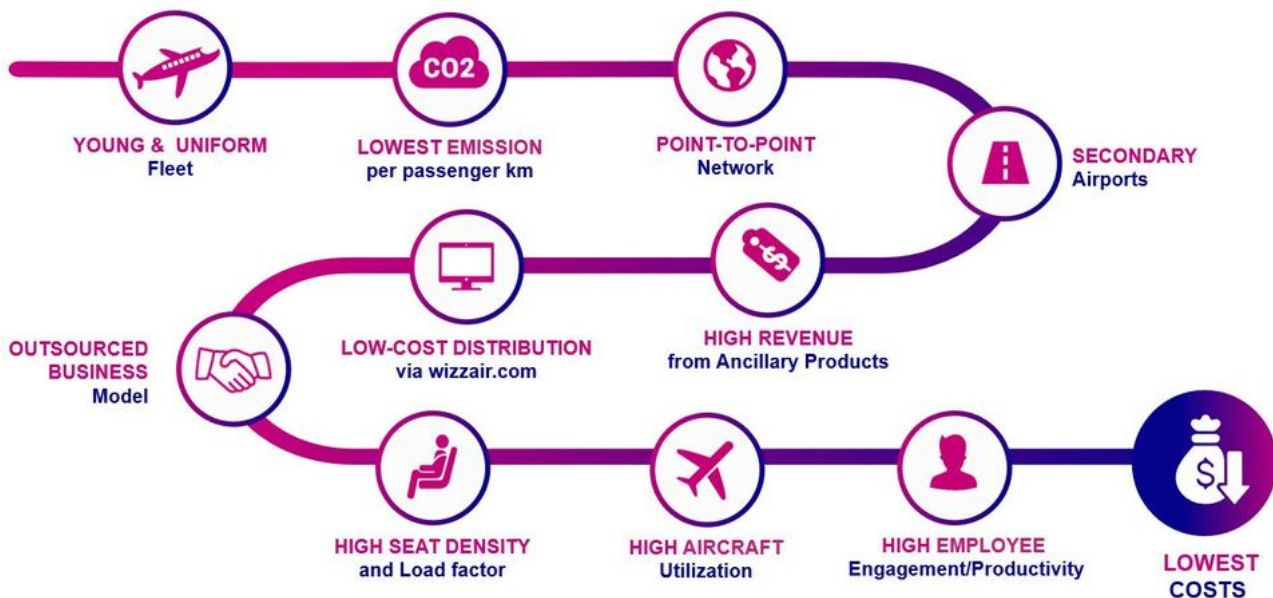 CO2
YOUNG & UNIFORM
Fleet
LOWEST EMISSION
per passenger km
POINT-TO-POINT
Network
SECONDARY
Airports
$
HIGH REVENUE
from Ancillary Products
LOW-COST DISTRIBUTION
via wizzair.com
OUTSOURCED
BUSINESS
Model
HIGH SEAT DENSITY
and Load factor
HIGH AIRCRAFT
Utilization
HIGH EMPLOYEE
Engagement/Productivity
$
LOWEST
COSTS